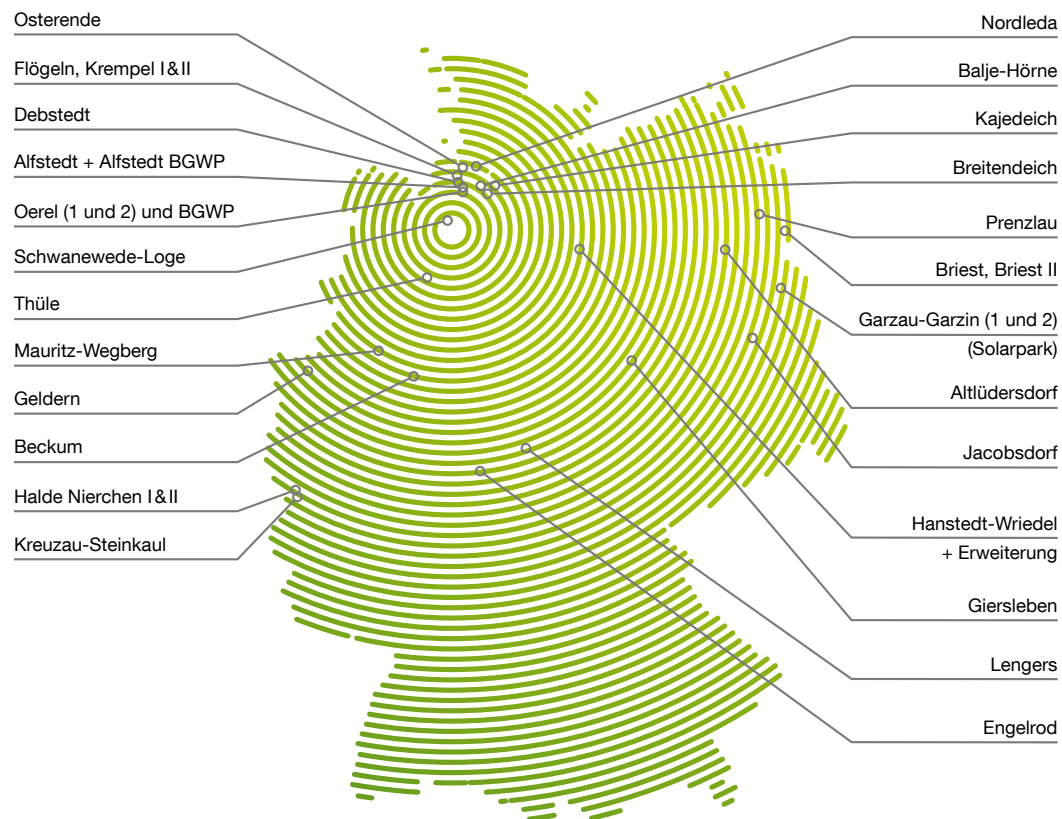 Osterende
Flögeln, Krempel I & II
Debstedt
Alfstedt + Alfstedt BGWP
Oerel (1 und 2) und BGWP
Schwanewede-Loge
Thüle
Mauritz-Wegberg
Geldern
Beckum
Halde Nierchen I & II
Kreuzau-Steinkaul
Nordleda
Balje-Hörne
Kajedeich
Breitendeich
Prenzlau
Briest, Briest II
Garzau-Garzin (1 und 2)
(Solarpark)
Altlüdersdorf
Jacobsdorf
Hanstedt-Wriedel
+ Erweiterung
Giersleben
Lengers
Engelrod